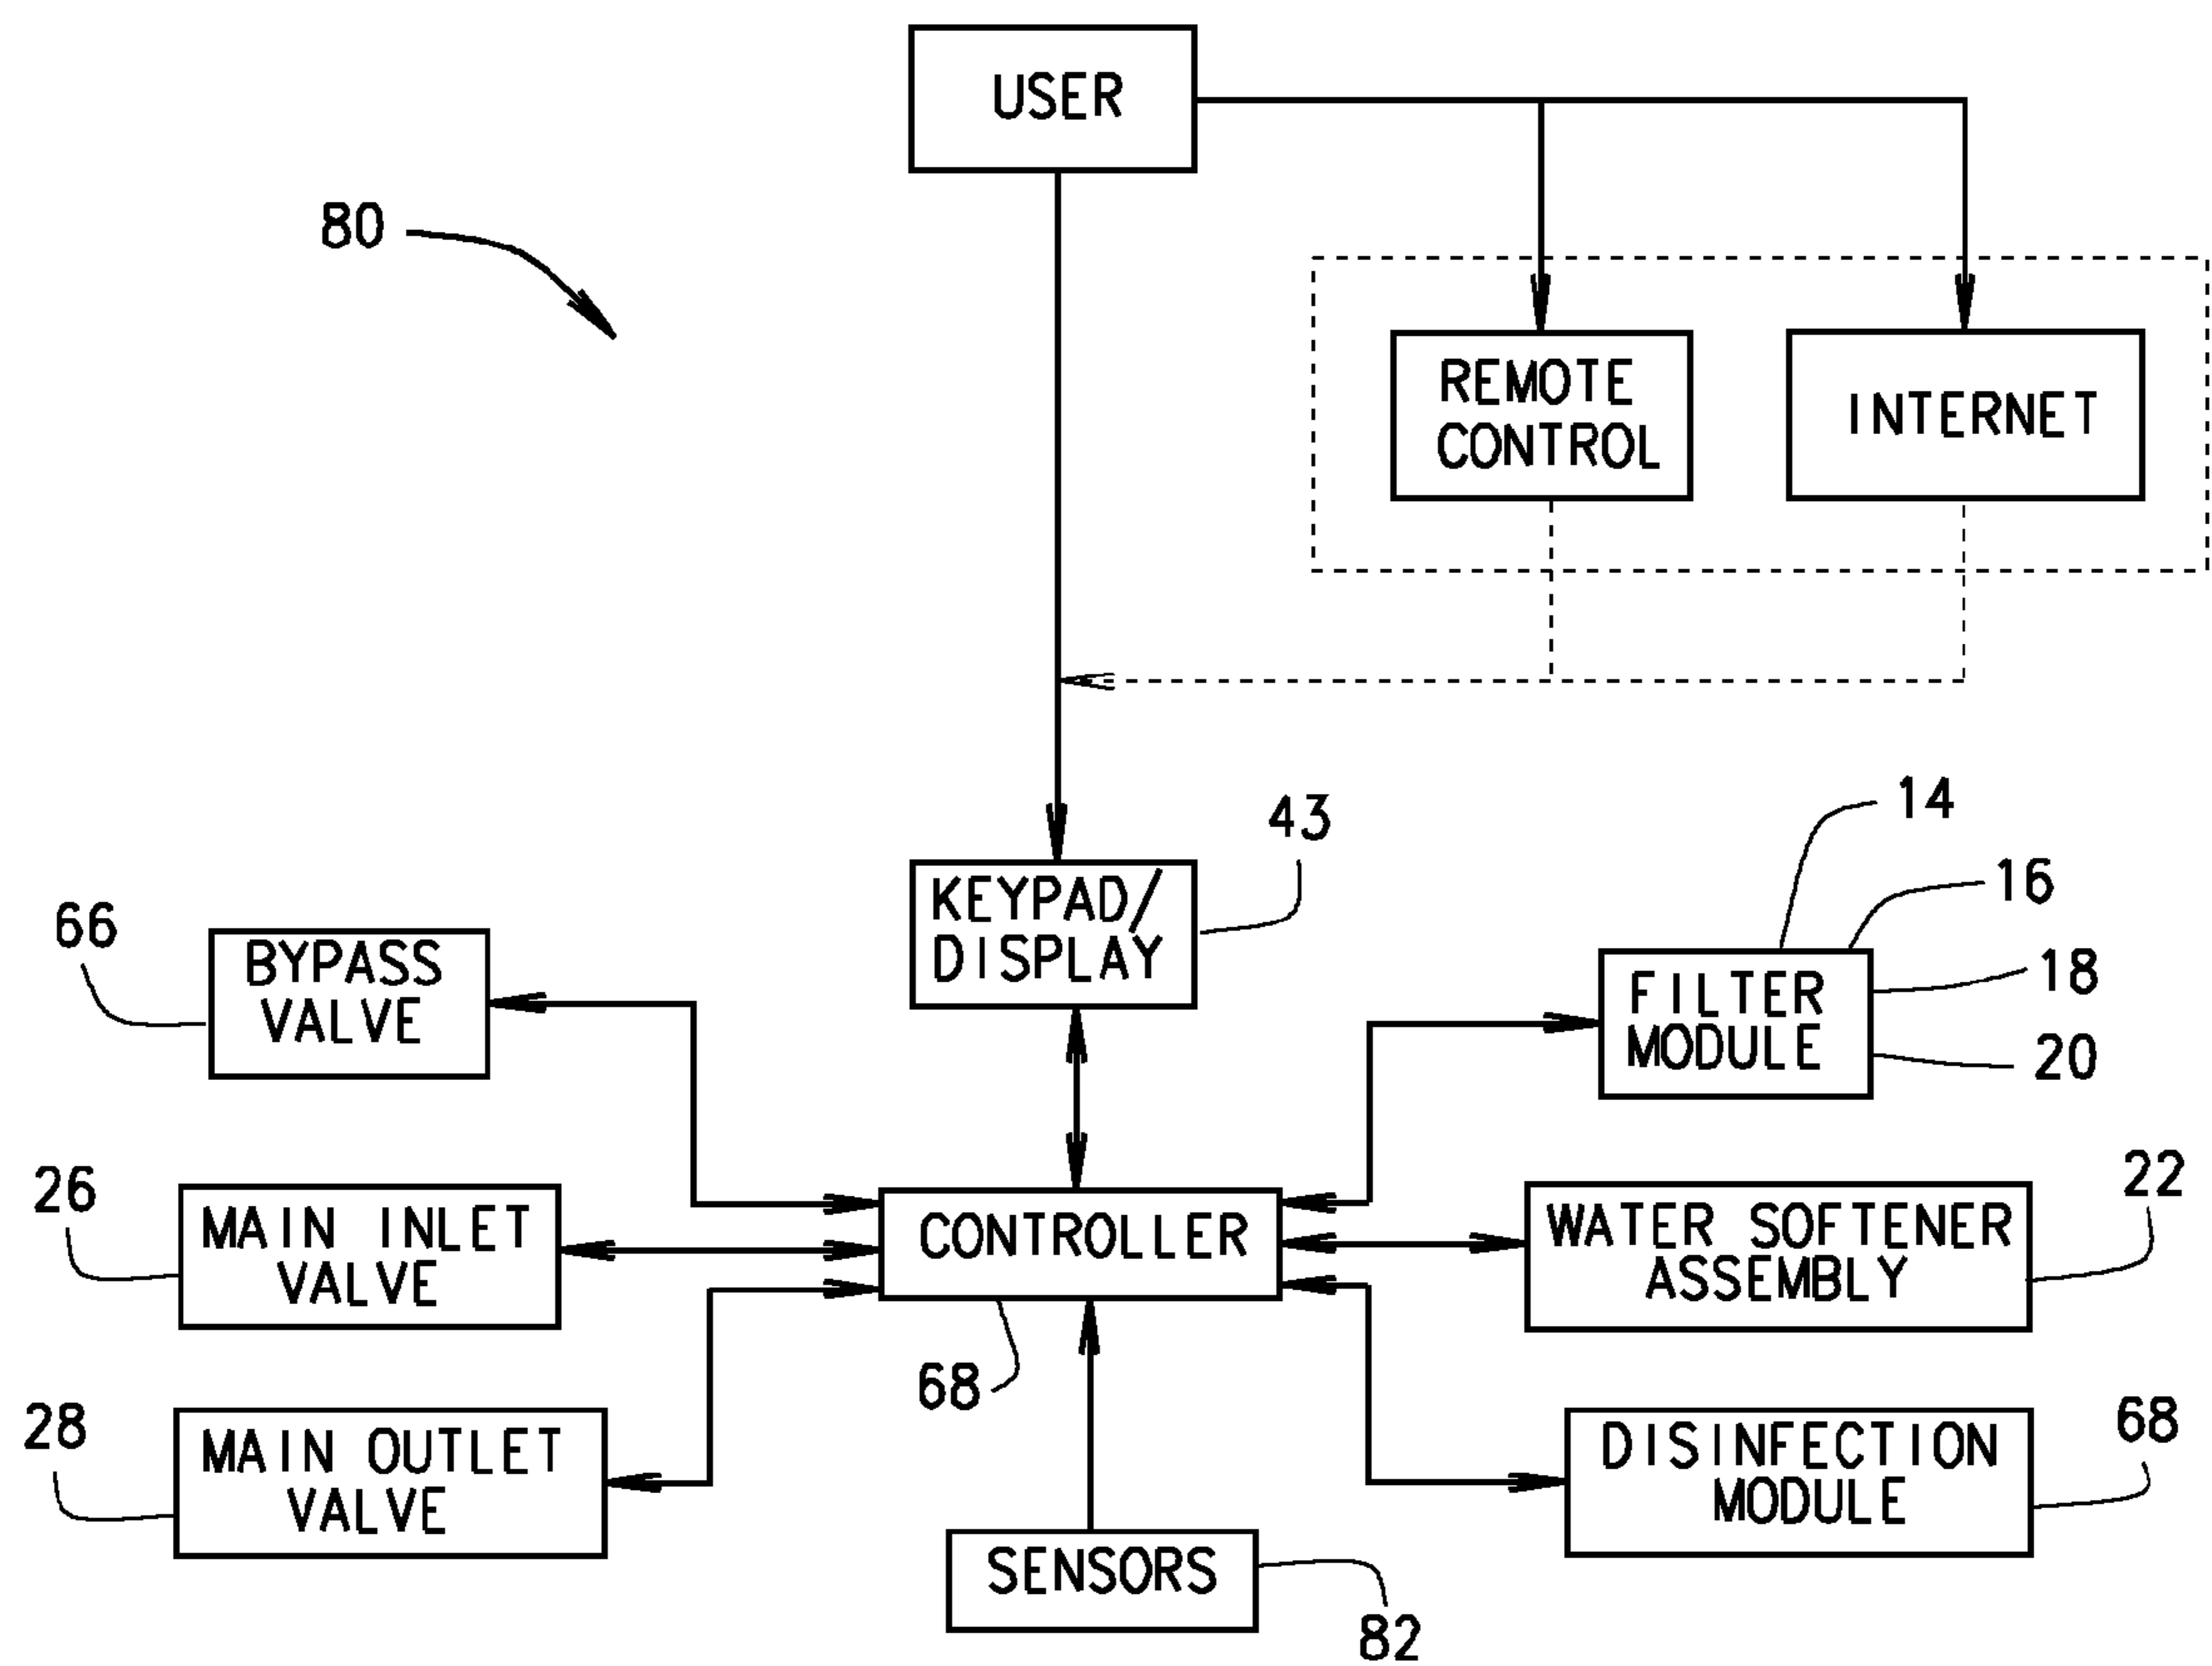 USER
80
REMOTE
CONTROL
INTERNET
43
14
KEYPAD/
DISPLAY
16
66
BYPASS
VALVE
FILTER
MODULE
18
20
26
MAIN INLET
VALVE
CONTROLLER
WATER SOFTENER
ASSEMBLY
22
68
28
MAIN OUTLET
VALVE
DISINFECTION
MODULE
68
SENSORS
82